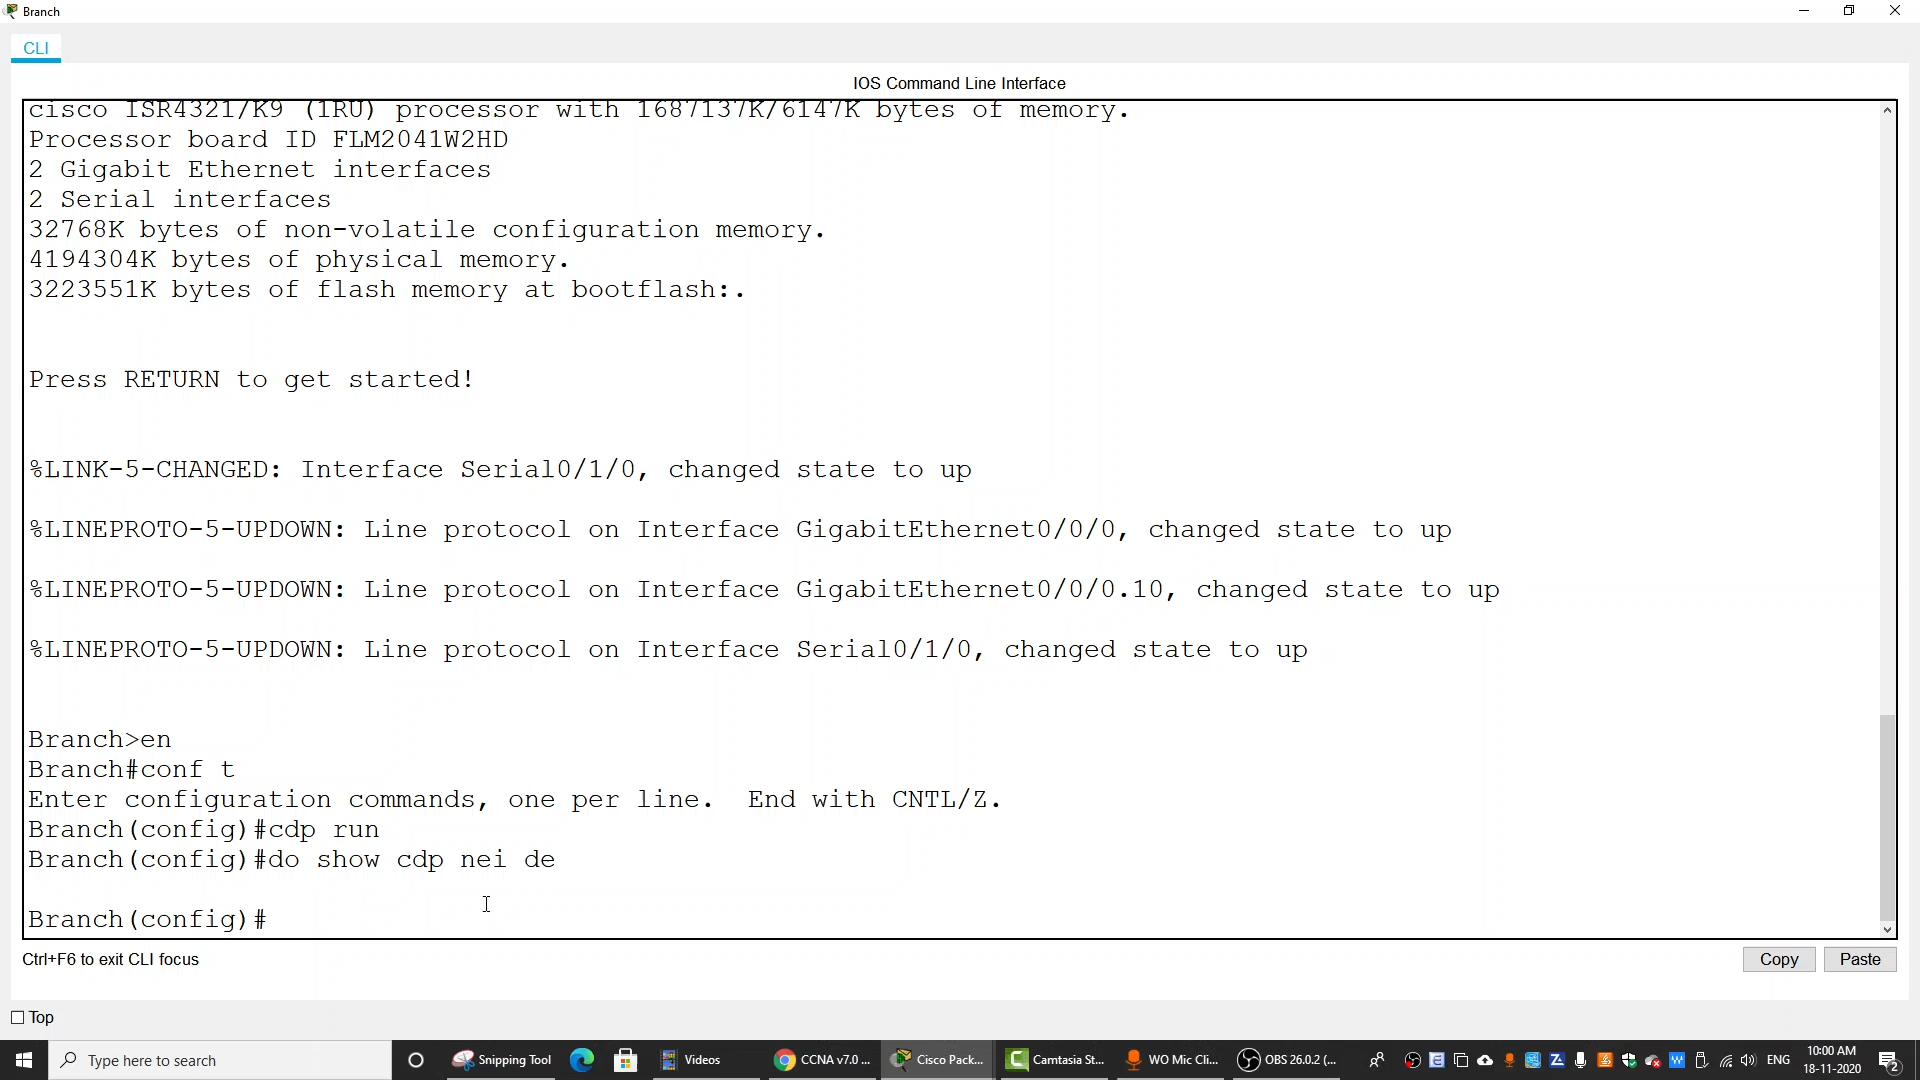 Branch
CLI
IOS Command Line Interface
cisco ISR4321/K9 (1RU) processor with 1687137K/6147K bytes of memory.
Processor board ID FLM2041W2HD
2 Gigabit Ethernet interfaces
2 Serial interfaces
32768K bytes of non-volatile configuration memory.
4194304K bytes of physical memory.
3223551K bytes of flash memory at bootflash:.
Press RETURN to get started!
%LINK-5-CHANGED: Interface Serial0/1/0, changed state to up
%LINEPROTO-5-UPDOWN: Line protocol on Interface GigabitEthernet0/0/0, changed state to up
%LINEPROTO-5-UPDOWN: Line protocol on Interface GigabitEthernet0/0/0.10, changed state to up
%LINEPROTO-5-UPDOWN: Line protocol on Interface Serial0/1/0, changed state to up
Branch>en
Branch#conf t
Enter configuration commands, one per line.  End with CNTL/Z.
Branch(config)#cdp run
Branch(config)#do show cdp nei de
Branch(config)#
Ctrl+F6 to exit CLI focus
Copy Paste
Top
Type here to search Snipping Tool Videos CCNA v7.0 ... Cisco Pack... Camtasia St... WO Mic Cli... OBS 26.0.2 (... ENG 10:00 AM
18-11-2020 2